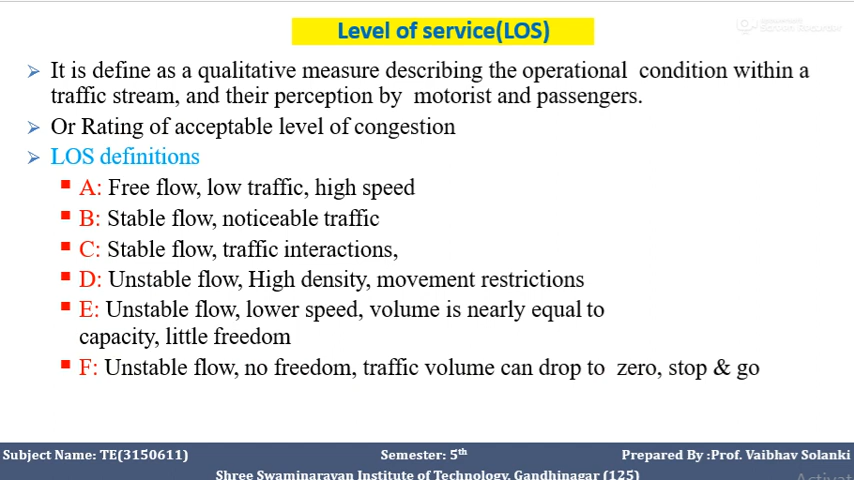 Level of service(LOS)
Screen Recorder
➢ It is define as a qualitative measure describing the operational condition within a
traffic stream, and their perception by motorist and passengers.
➢ Or Rating of acceptable level of congestion
➢ LOS definitions
▪ A: Free flow, low traffic, high speed
▪ B: Stable flow, noticeable traffic
▪ C: Stable flow, traffic interactions,
▪ D: Unstable flow, High density, movement restrictions
▪ E: Unstable flow, lower speed, volume is nearly equal to
capacity, little freedom
▪ F: Unstable flow, no freedom, traffic volume can drop to zero, stop & go
Subject Name: TE(3150611) Semester: 5th Prepared By :Prof. Vaibhav Solanki
Shree Swaminarayan Institute of Technology, Gandhinagar (125)